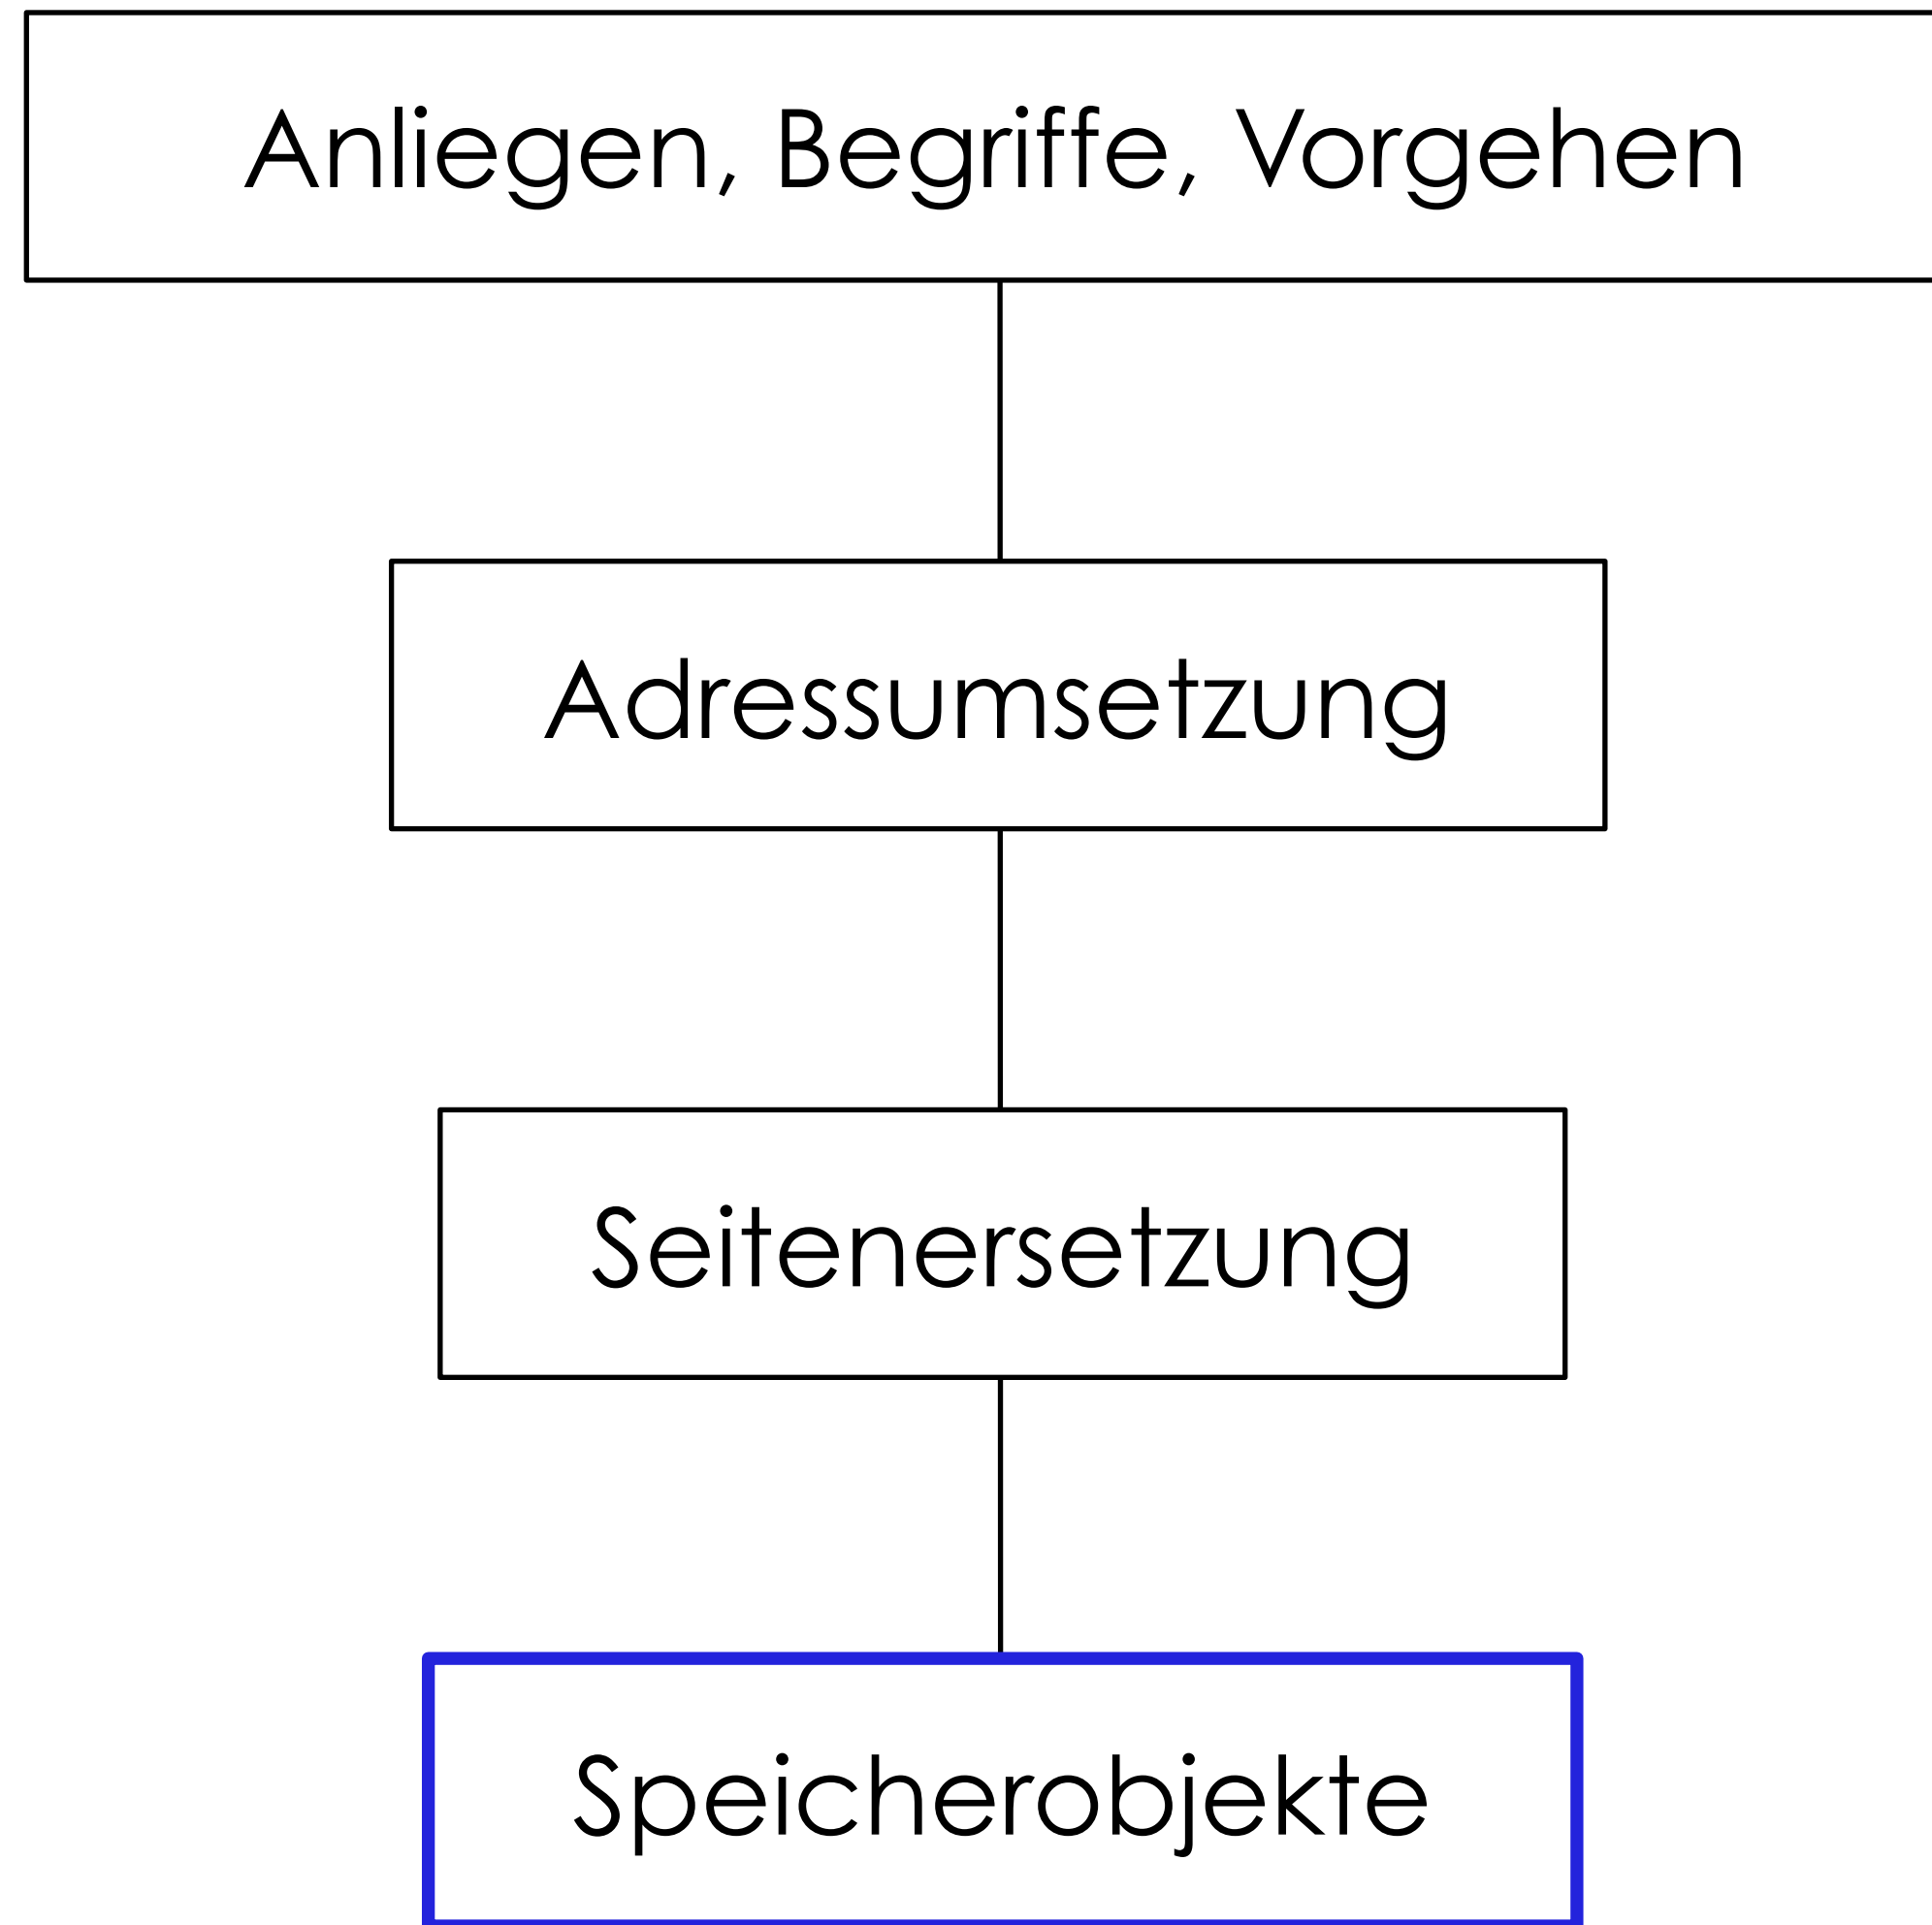 Anliegen, Begriffe, Vorgehen
Adressumsetzung
Seitenersetzung
Speicherobjekte